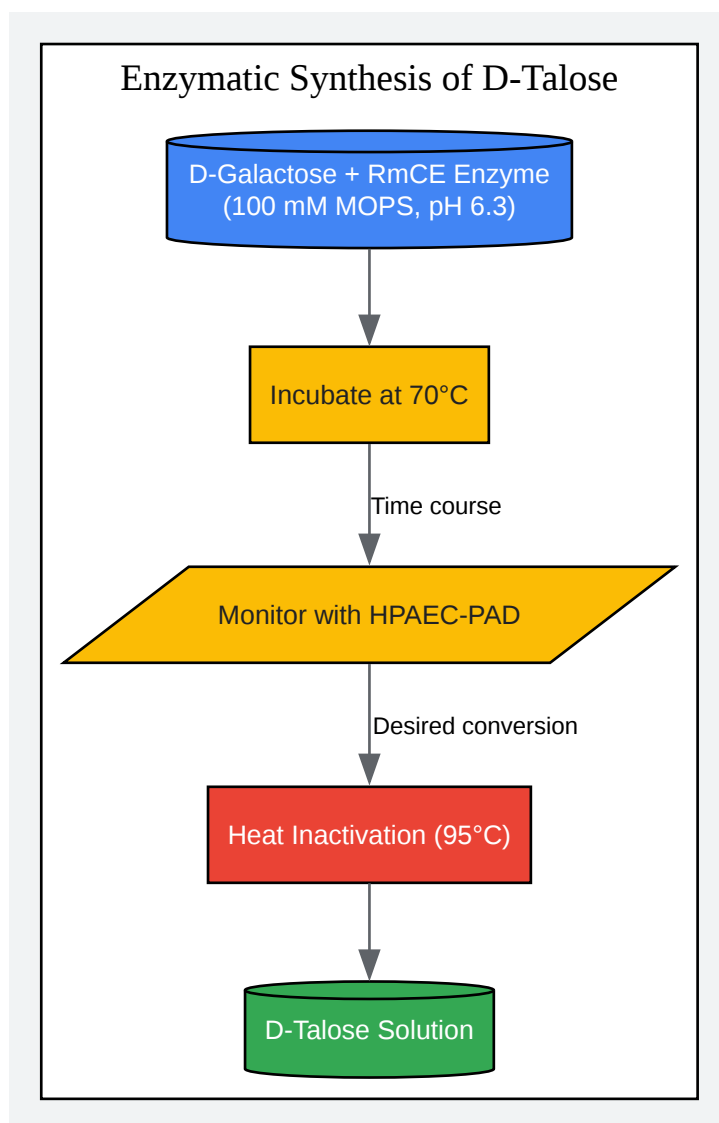 Enzymatic Synthesis of D-Talose
D-Galactose + RmCE Enzyme
(100 mM MOPS, pH 6.3)
Incubate at 70°C
Time course
Monitor with HPAEC-PAD
Desired conversion
Heat Inactivation (95°C)
D-Talose Solution